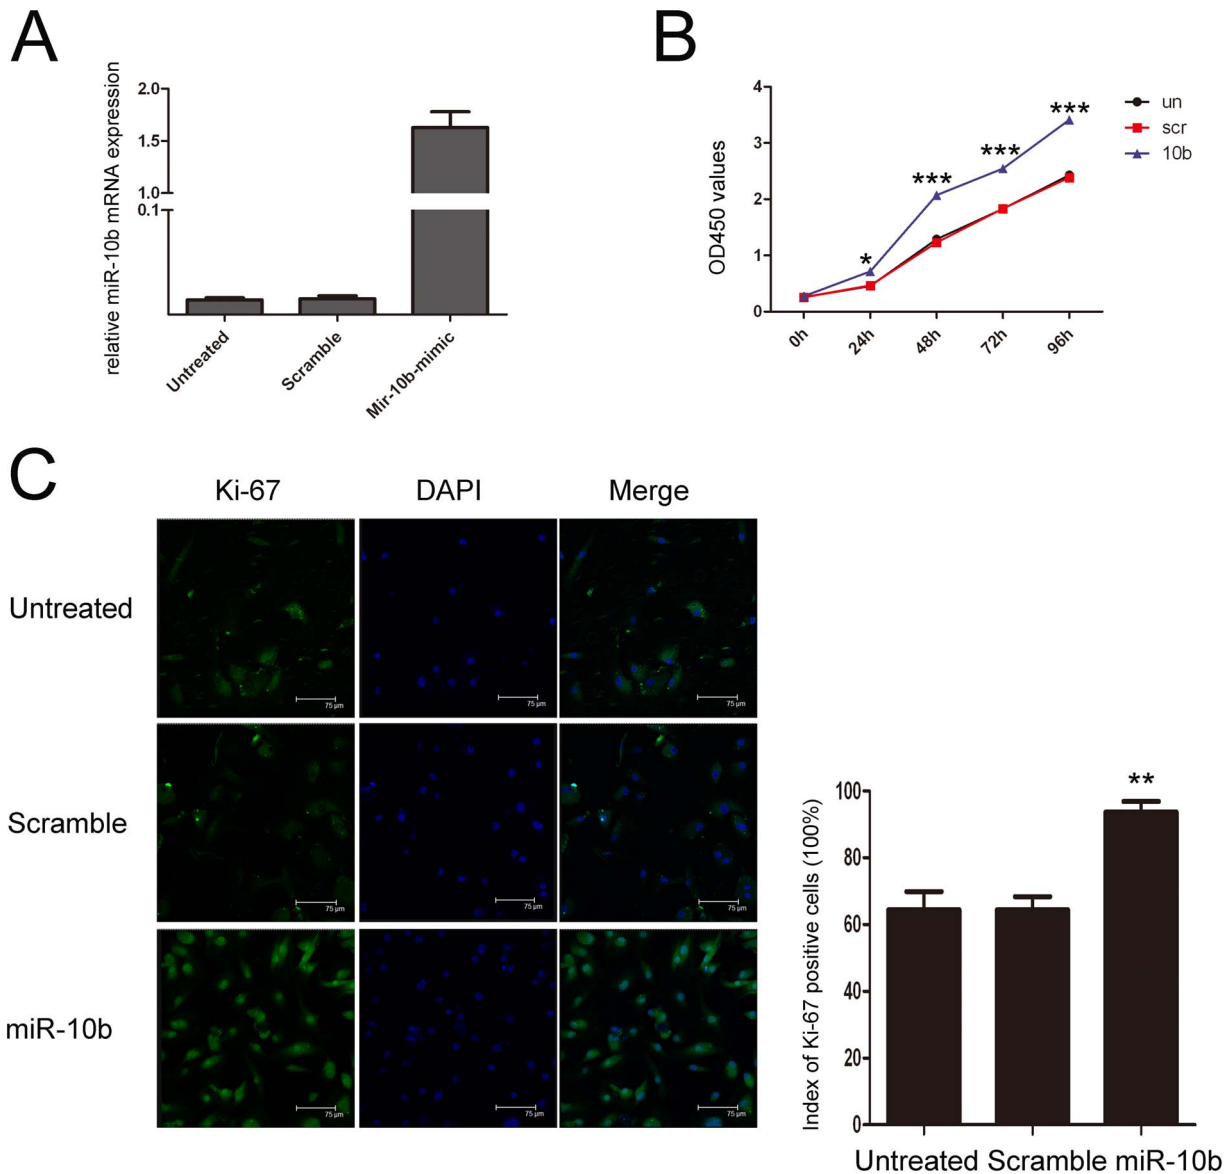 A
relative miR-10b mRNA expression
2.0
1.5
1.0
0.1
Untreated
Scramble
Mir-10b-mimic
B
OD450 values
4
3
2
1
0
*
***
***
***
0h
24h
48h
72h
96h
un
scr
10b
C
Ki-67 DAPI Merge
Untreated
75 µm 75 µm 75 µm
Scramble
75 µm 75 µm 75 µm
miR-10b
75 µm 75 µm 75 µm
Index of Ki-67 positive cells (100%)
100
80
60
40
20
0
**
Untreated Scramble miR-10b